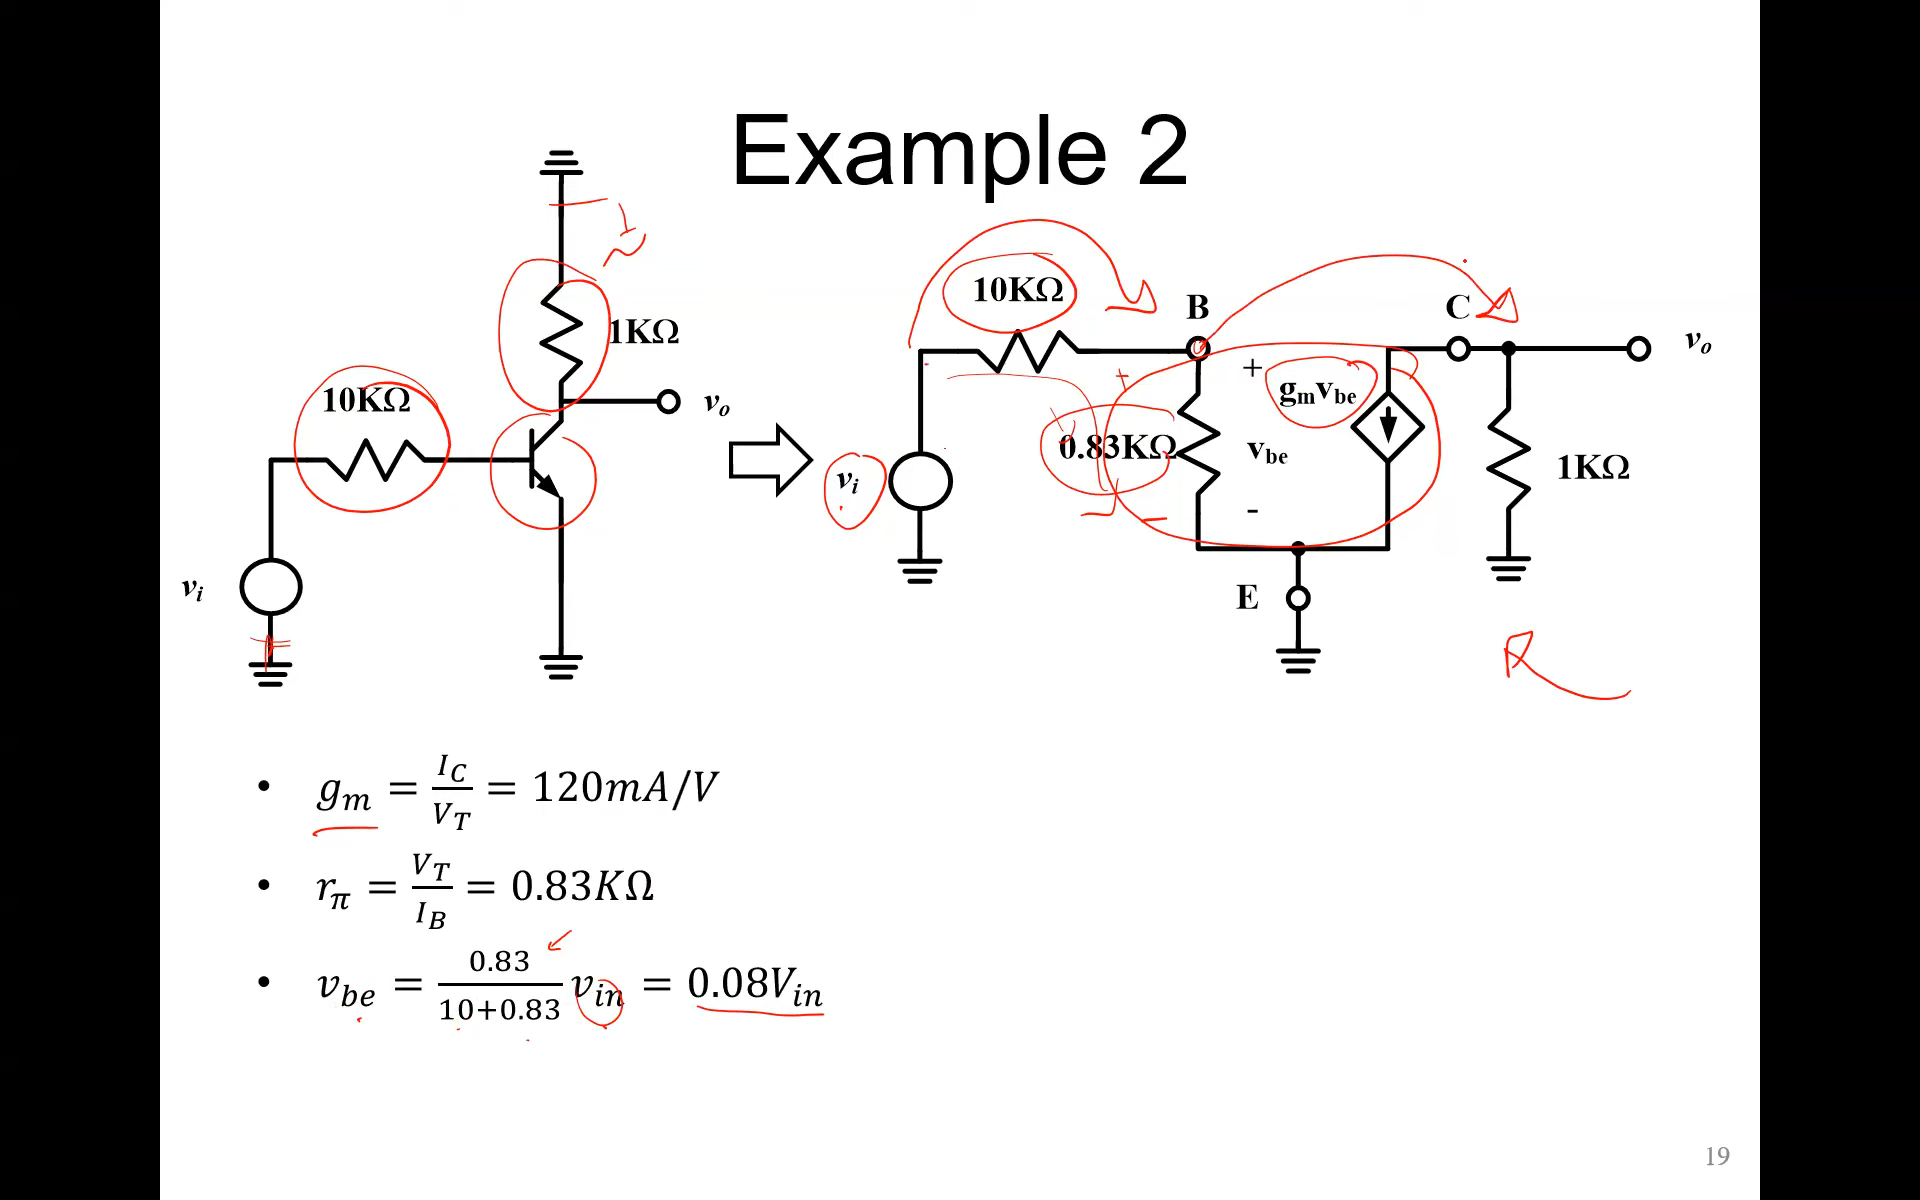 Example 2
1KΩ
10KΩ
v_o
v_i
10KΩ
B
C
v_o
+
g_m v_be
0.83KΩ
v_be
v_i
1KΩ
-
E
R
• g_m = I_C/V_T = 120mA/V
• r_π = V_T/I_B = 0.83KΩ
• v_be = 0.83/(10+0.83) v_in = 0.08V_in
19